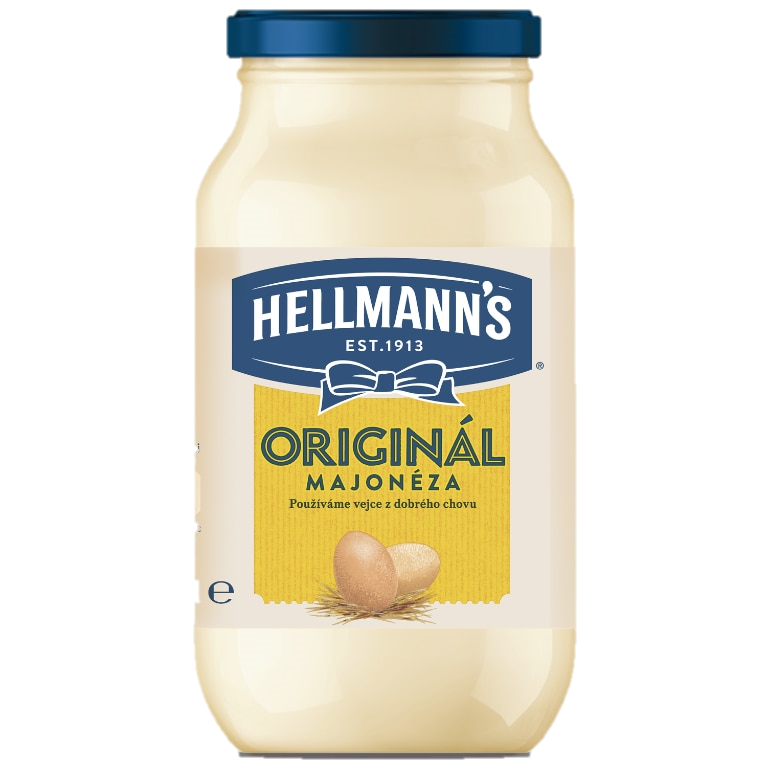 HELLMANN'S
EST.1913
®
ORIGINÁL
MAJONÉZA
Používáme vejce z dobrého chovu
e